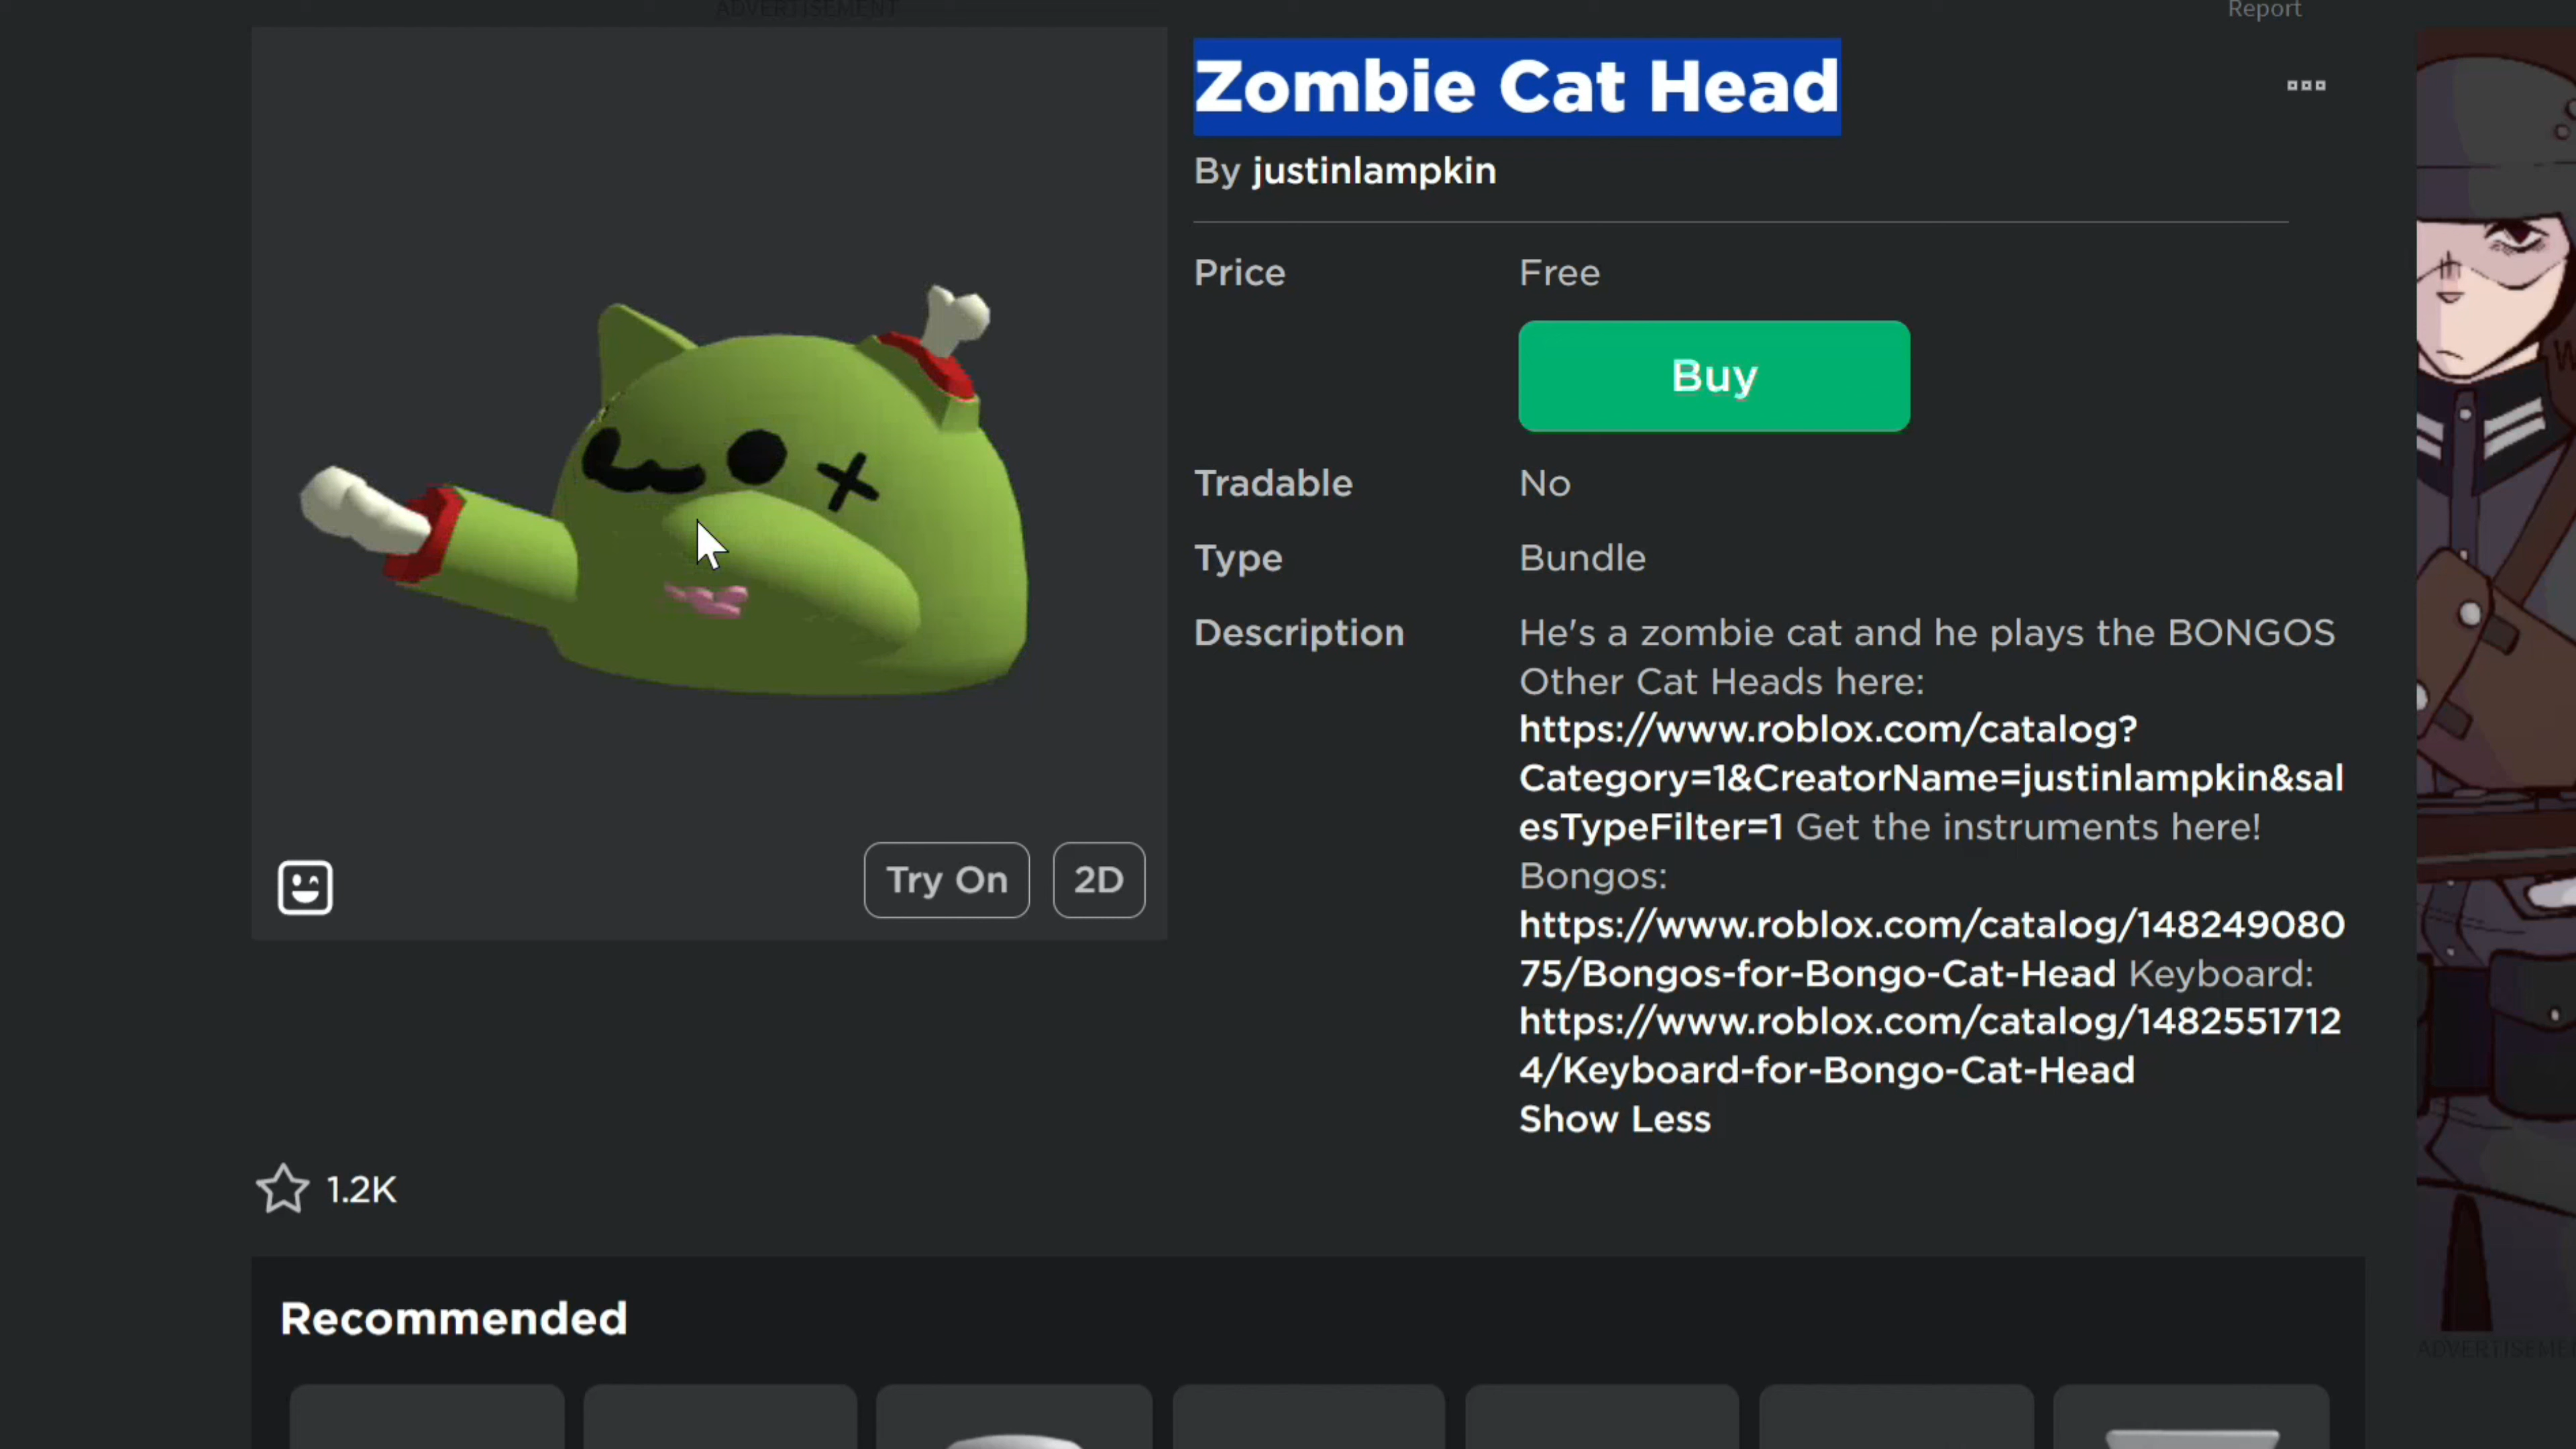 ADVERTISEMENT
Report
Zombie Cat Head
By justinlampkin
Price Free
Buy
Tradable No
Type Bundle
Description He's a zombie cat and he plays the BONGOS
Other Cat Heads here:
https://www.roblox.com/catalog?
Category=1&CreatorName=justinlampkin&sal
esTypeFilter=1 Get the instruments here!
Bongos:
https://www.roblox.com/catalog/148249080
75/Bongos-for-Bongo-Cat-Head Keyboard:
https://www.roblox.com/catalog/1482551712
4/Keyboard-for-Bongo-Cat-Head
Show Less
Try On 2D
1.2K
Recommended